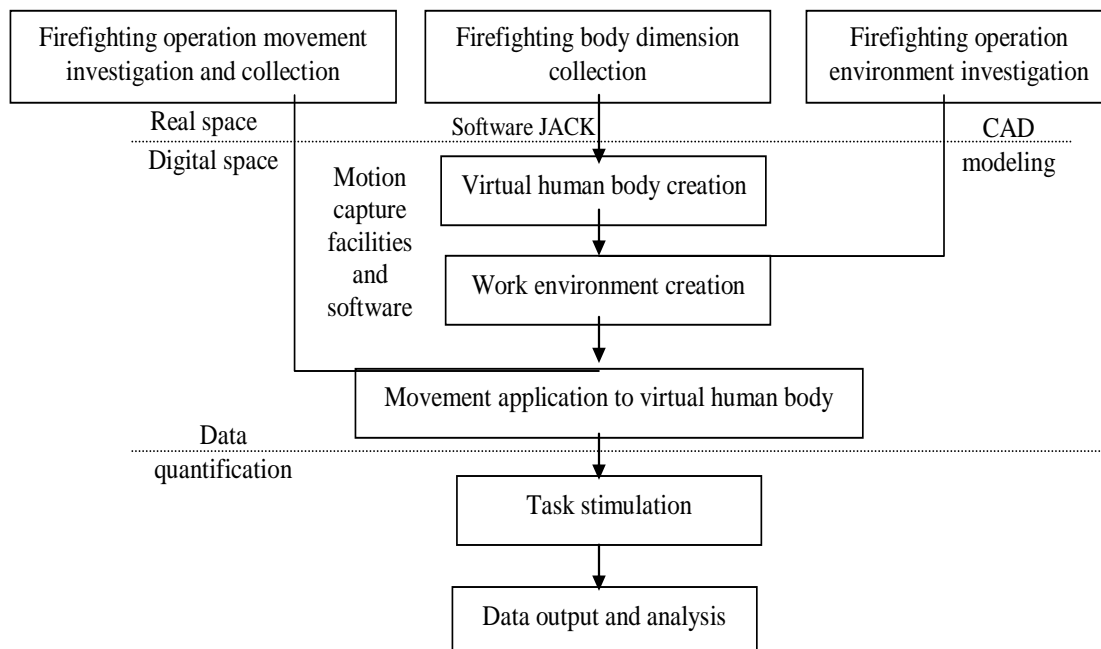 Firefighting operation movement
investigation and collection
Firefighting body dimension
collection
Firefighting operation
environment investigation
Real space
Software JACK
CAD
modeling
Digital space
Motion
capture
facilities
and
software
Virtual human body creation
Work environment creation
Movement application to virtual human body
Data
quantification
Task stimulation
Data output and analysis